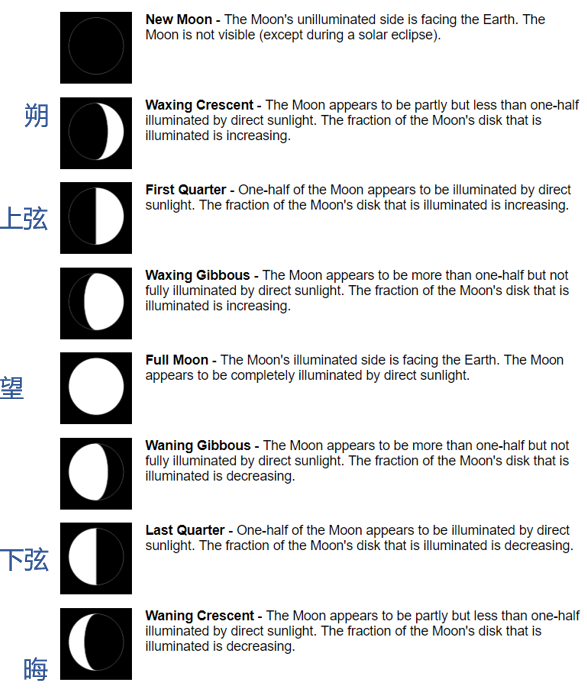 New Moon - The Moon's unilluminated side is facing the Earth. The
Moon is not visible (except during a solar eclipse).
朔
Waxing Crescent - The Moon appears to be partly but less than one-half
illuminated by direct sunlight. The fraction of the Moon's disk that is
illuminated is increasing.
上弦
First Quarter - One-half of the Moon appears to be illuminated by direct
sunlight. The fraction of the Moon's disk that is illuminated is increasing.
Waxing Gibbous - The Moon appears to be more than one-half but not
fully illuminated by direct sunlight. The fraction of the Moon's disk that is
illuminated is increasing.
望
Full Moon - The Moon's illuminated side is facing the Earth. The Moon
appears to be completely illuminated by direct sunlight.
Waning Gibbous - The Moon appears to be more than one-half but not
fully illuminated by direct sunlight. The fraction of the Moon's disk that is
illuminated is decreasing.
下弦
Last Quarter - One-half of the Moon appears to be illuminated by direct
sunlight. The fraction of the Moon's disk that is illuminated is decreasing.
Waning Crescent - The Moon appears to be partly but less than one-half
illuminated by direct sunlight. The fraction of the Moon's disk that is
illuminated is decreasing.
晦